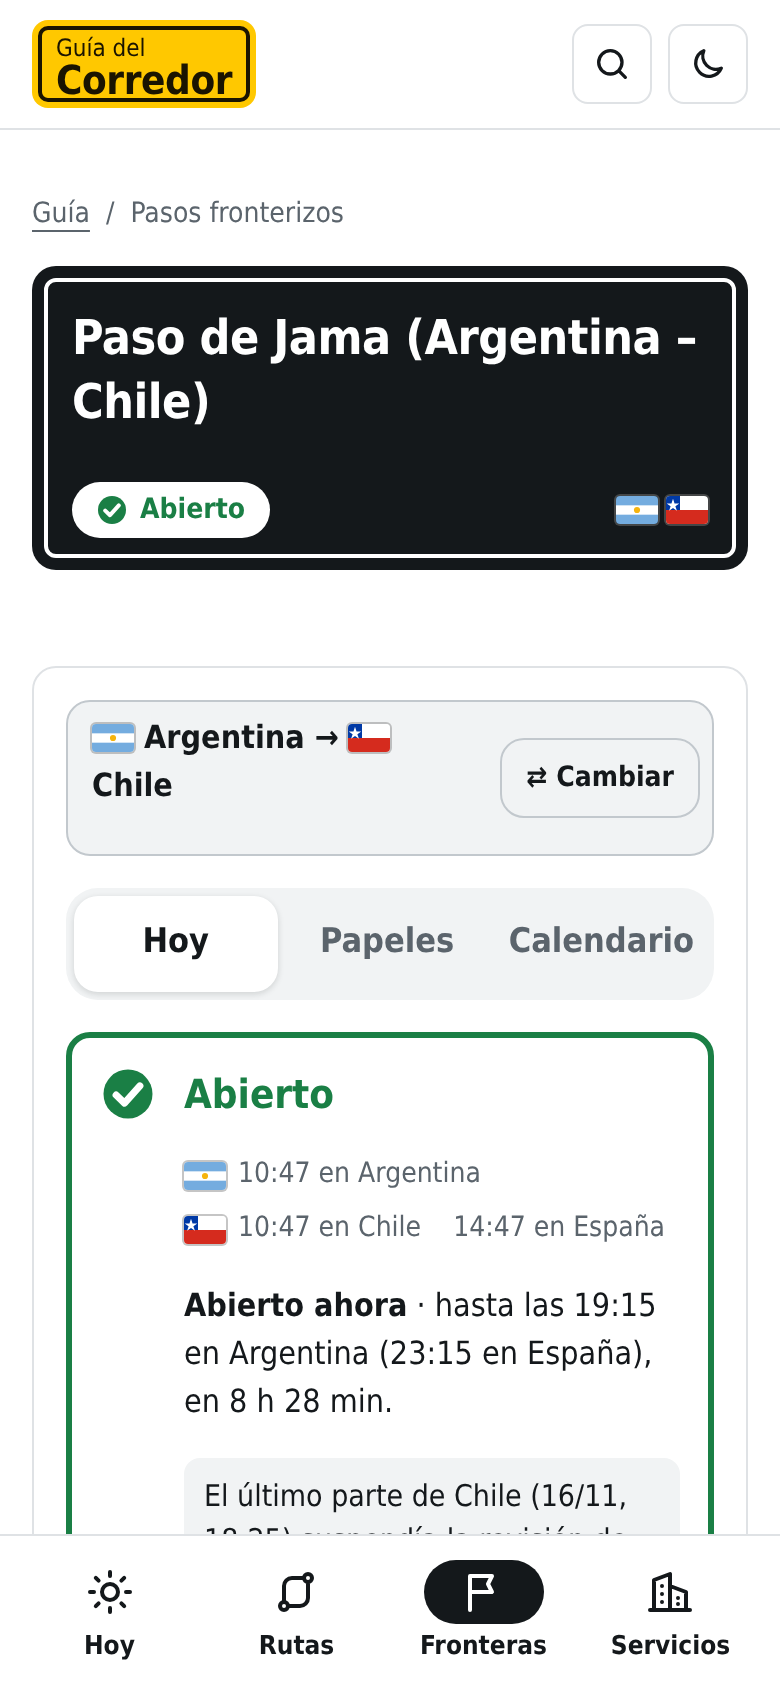 Guía del
Corredor
Guía / Pasos fronterizos
Paso de Jama (Argentina –
Chile)
Abierto
Argentina →
Chile
⇄ Cambiar
Hoy Papeles Calendario
Abierto
10:47 en Argentina
10:47 en Chile 14:47 en España
Abierto ahora · hasta las 19:15
en Argentina (23:15 en España),
en 8 h 28 min.
El último parte de Chile (16/11,
Hoy Rutas Fronteras Servicios